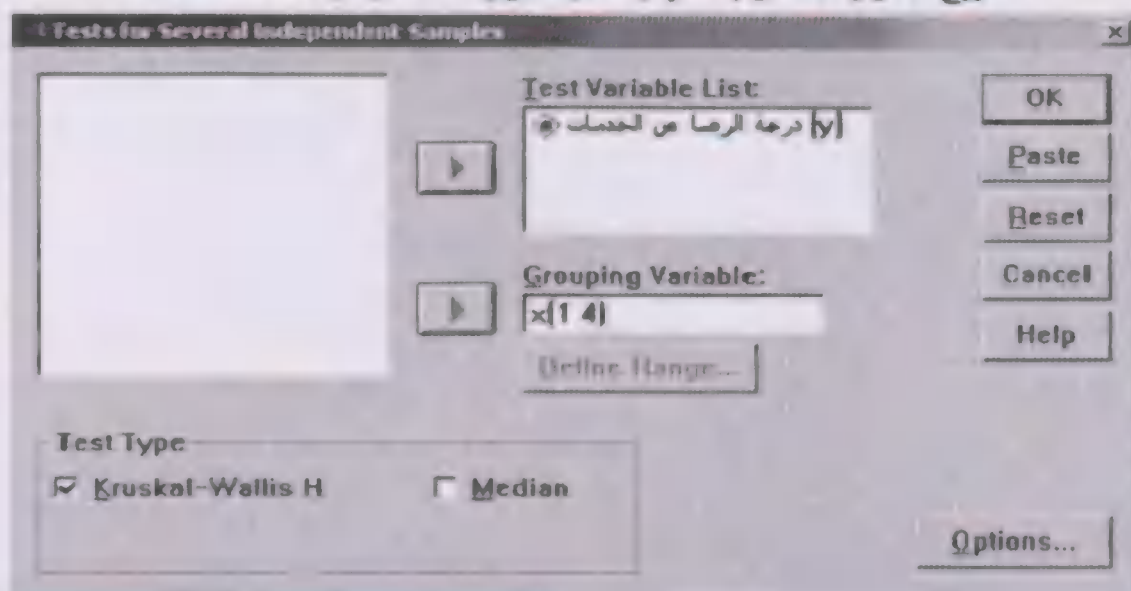 Tests for Several Independent Samples
Test Variable List:
درجة الرضا عن الخدمات [y]
Grouping Variable:
x(1 4)
Define Range...
OK
Paste
Reset
Cancel
Help
Test Type
Kruskal-Wallis H
Median
Options...